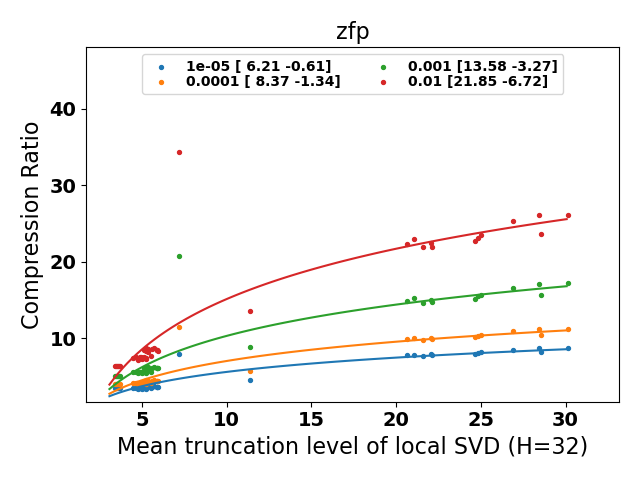 zfp
1e-05 [ 6.21 -0.61]
0.0001 [ 8.37 -1.34]
0.001 [13.58 -3.27]
0.01 [21.85 -6.72]
Compression Ratio
40
30
20
10
5
10
15
20
25
30
Mean truncation level of local SVD (H=32)